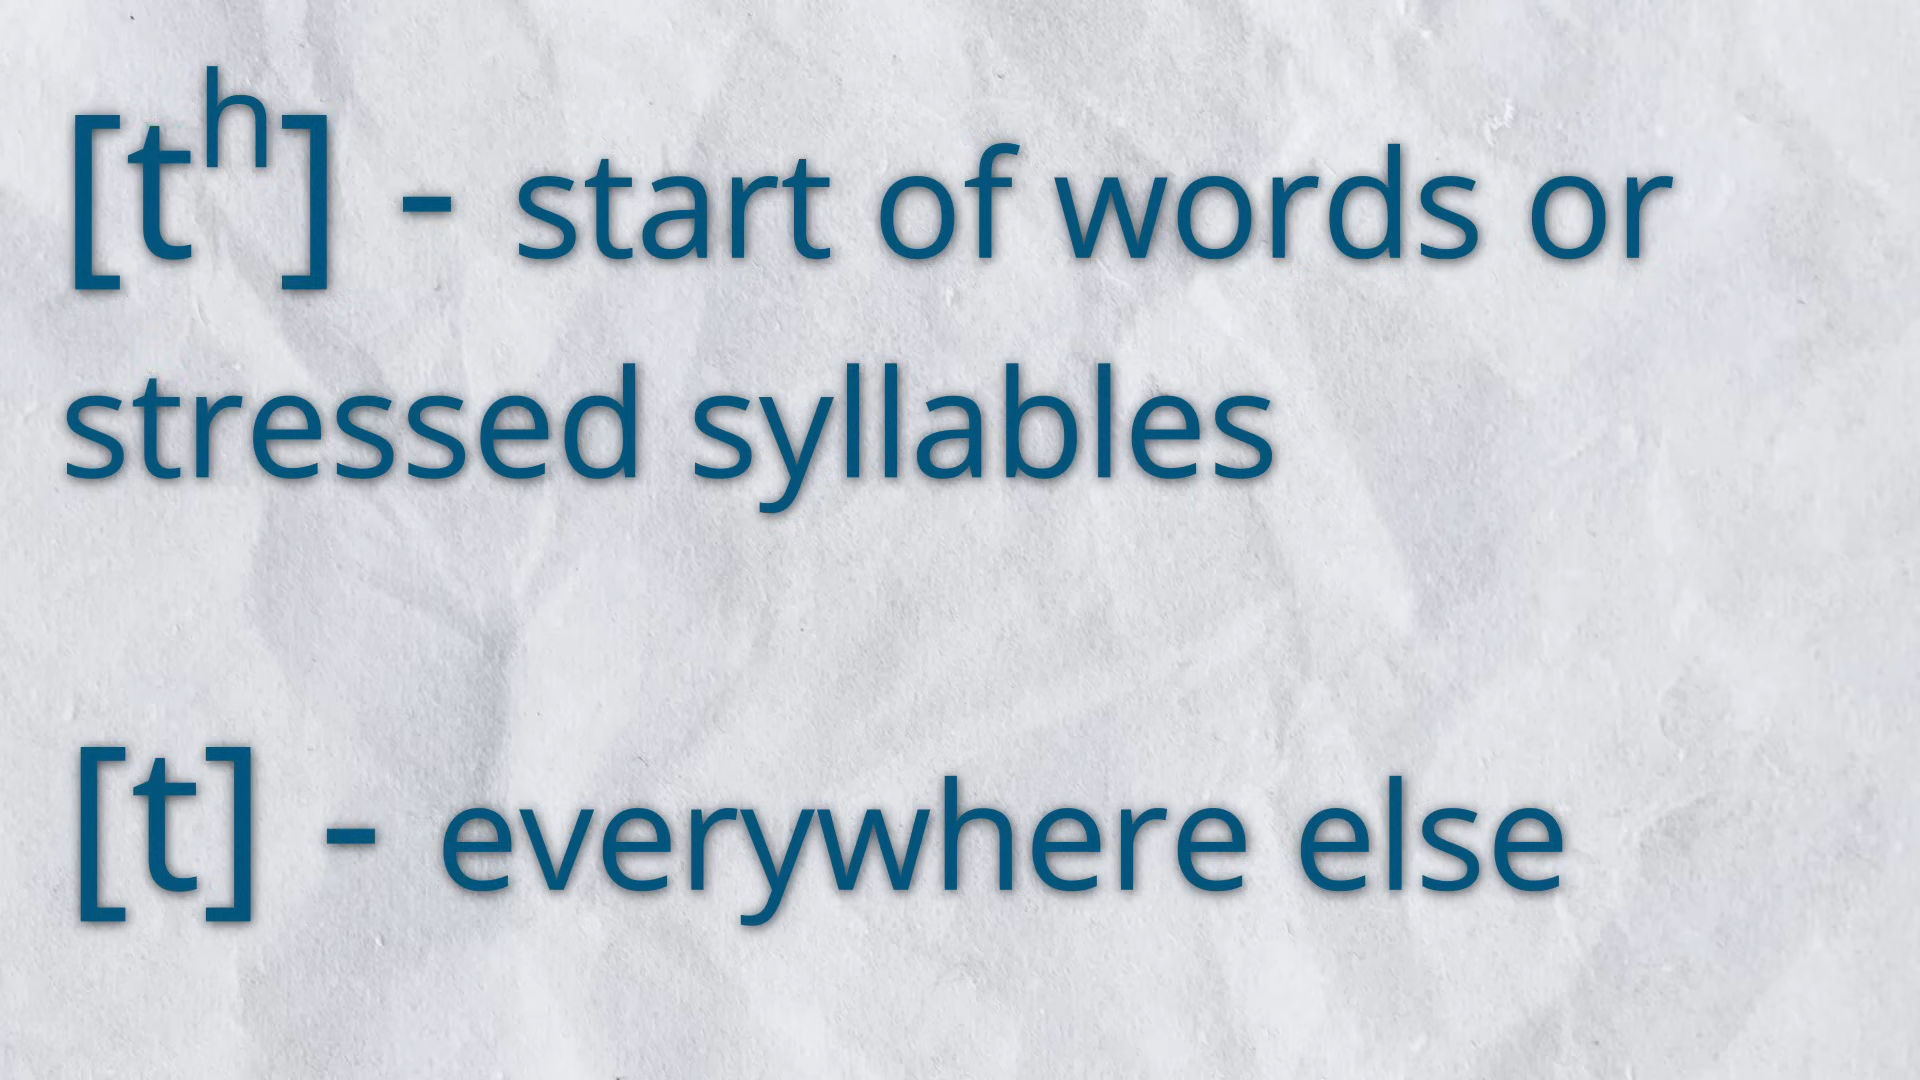 [tʰ] - start of words or
stressed syllables
[t] - everywhere else